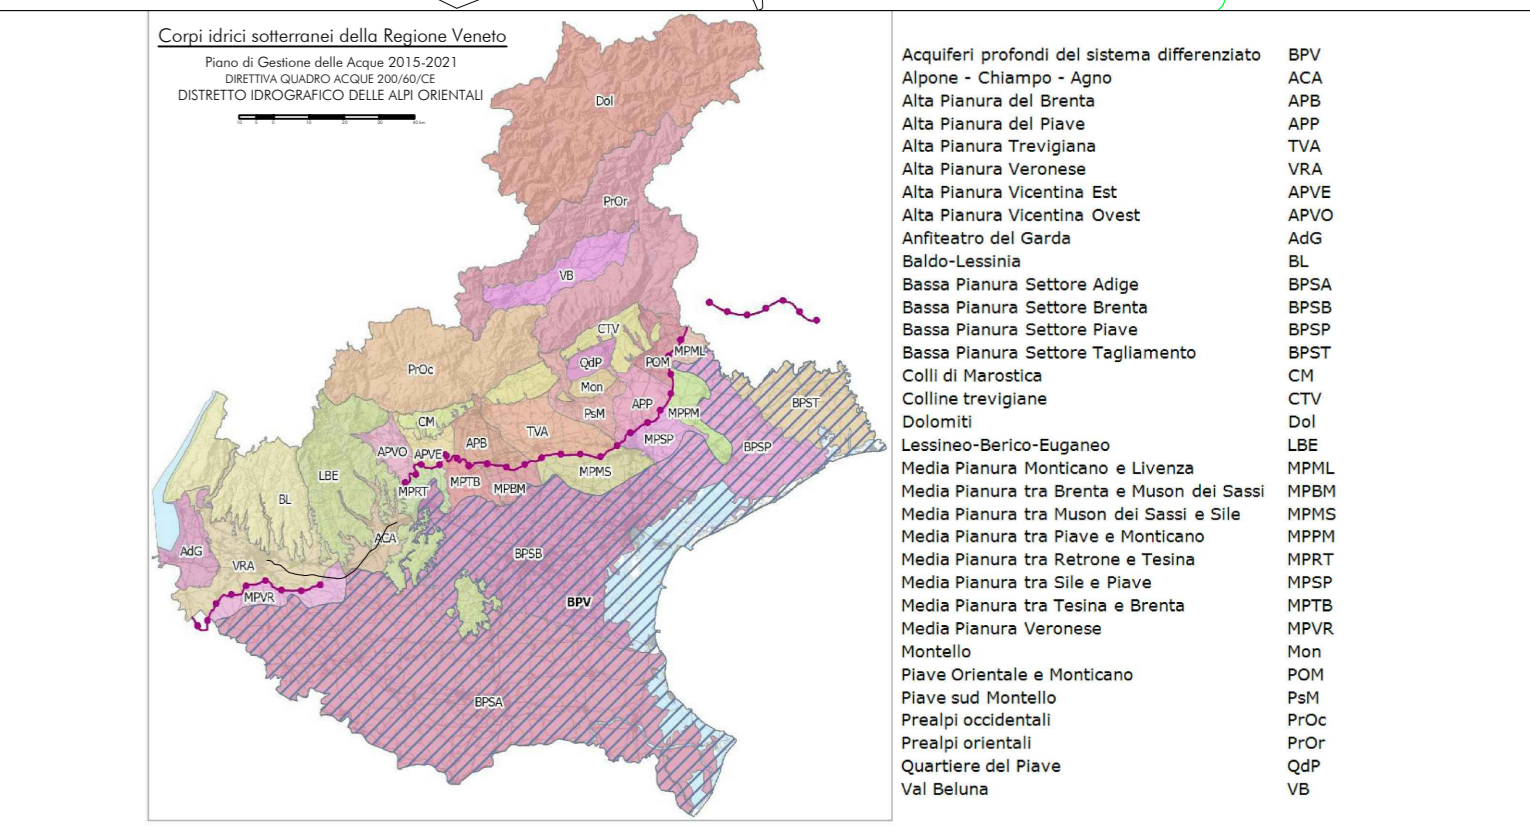 Corpi idrici sotterranei della Regione Veneto
Piano di Gestione delle Acque 2015-2021
DIRETTIVA QUADRO ACQUE 200/60/CE
DISTRETTO IDROGRAFICO DELLE ALPI ORIENTALI
Dol
PrOr
VB
CTV
MPML
QdP
POM
PrOc
Mon
APP
BPST
PsM
MPPM
CM
TVA
MPSP
APB
BPSP
APVO
APVE
MPMS
LBE
MPTB
MPBM
MPRT
BL
ACA
AdG
BPSB
VRA
MPVR
BPV
BPSA
Acquiferi profondi del sistema differenziato BPV
Alpone - Chiampo - Agno ACA
Alta Pianura del Brenta APB
Alta Pianura del Piave APP
Alta Pianura Trevigiana TVA
Alta Pianura Veronese VRA
Alta Pianura Vicentina Est APVE
Alta Pianura Vicentina Ovest APVO
Anfiteatro del Garda AdG
Baldo-Lessinia BL
Bassa Pianura Settore Adige BPSA
Bassa Pianura Settore Brenta BPSB
Bassa Pianura Settore Piave BPSP
Bassa Pianura Settore Tagliamento BPST
Colli di Marostica CM
Colline trevigiane CTV
Dolomiti Dol
Lessineo-Berico-Euganeo LBE
Media Pianura Monticano e Livenza MPML
Media Pianura tra Brenta e Muson dei Sassi MPBM
Media Pianura tra Muson dei Sassi e Sile MPMS
Media Pianura tra Piave e Monticano MPPM
Media Pianura tra Retrone e Tesina MPRT
Media Pianura tra Sile e Piave MPSP
Media Pianura tra Tesina e Brenta MPTB
Media Pianura Veronese MPVR
Montello Mon
Piave Orientale e Monticano POM
Piave sud Montello PsM
Prealpi occidentali PrOc
Prealpi orientali PrOr
Quartiere del Piave QdP
Val Beluna VB